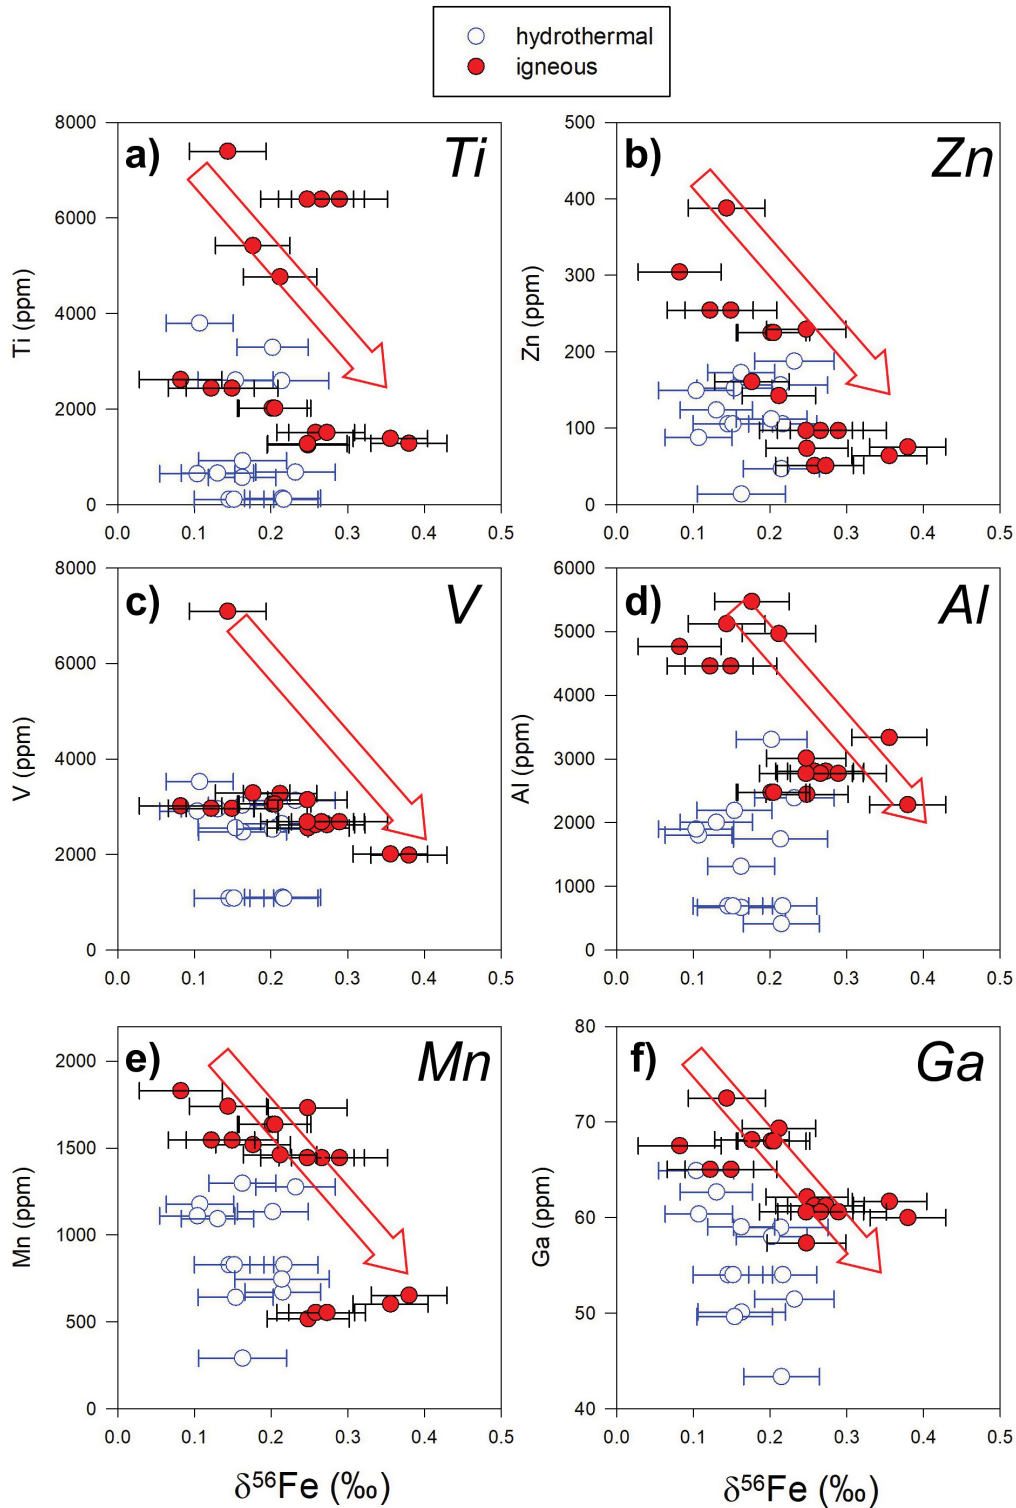 hydrothermal
igneous
a) Ti
8000
6000
4000
2000
0
Ti (ppm)
0.0 0.1 0.2 0.3 0.4 0.5
b) Zn
500
400
300
200
100
0
Zn (ppm)
0.0 0.1 0.2 0.3 0.4 0.5
c) V
8000
6000
4000
2000
0
V (ppm)
0.0 0.1 0.2 0.3 0.4 0.5
d) Al
6000
5000
4000
3000
2000
1000
0
Al (ppm)
0.0 0.1 0.2 0.3 0.4 0.5
e) Mn
2000
1500
1000
500
0
Mn (ppm)
0.0 0.1 0.2 0.3 0.4 0.5
δ⁵⁶Fe (‰)
f) Ga
80
70
60
50
40
Ga (ppm)
0.0 0.1 0.2 0.3 0.4 0.5
δ⁵⁶Fe (‰)